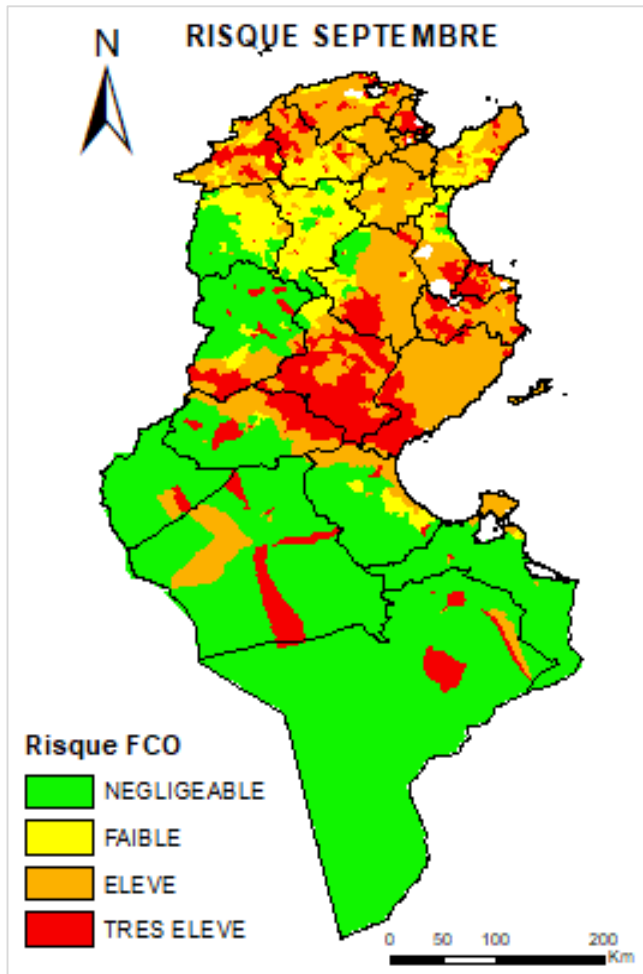 RISQUE SEPTEMBRE
N
Risque FCO
NEGLIGEABLE
FAIBLE
ELEVE
TRES ELEVE
0 50 100 200
Km